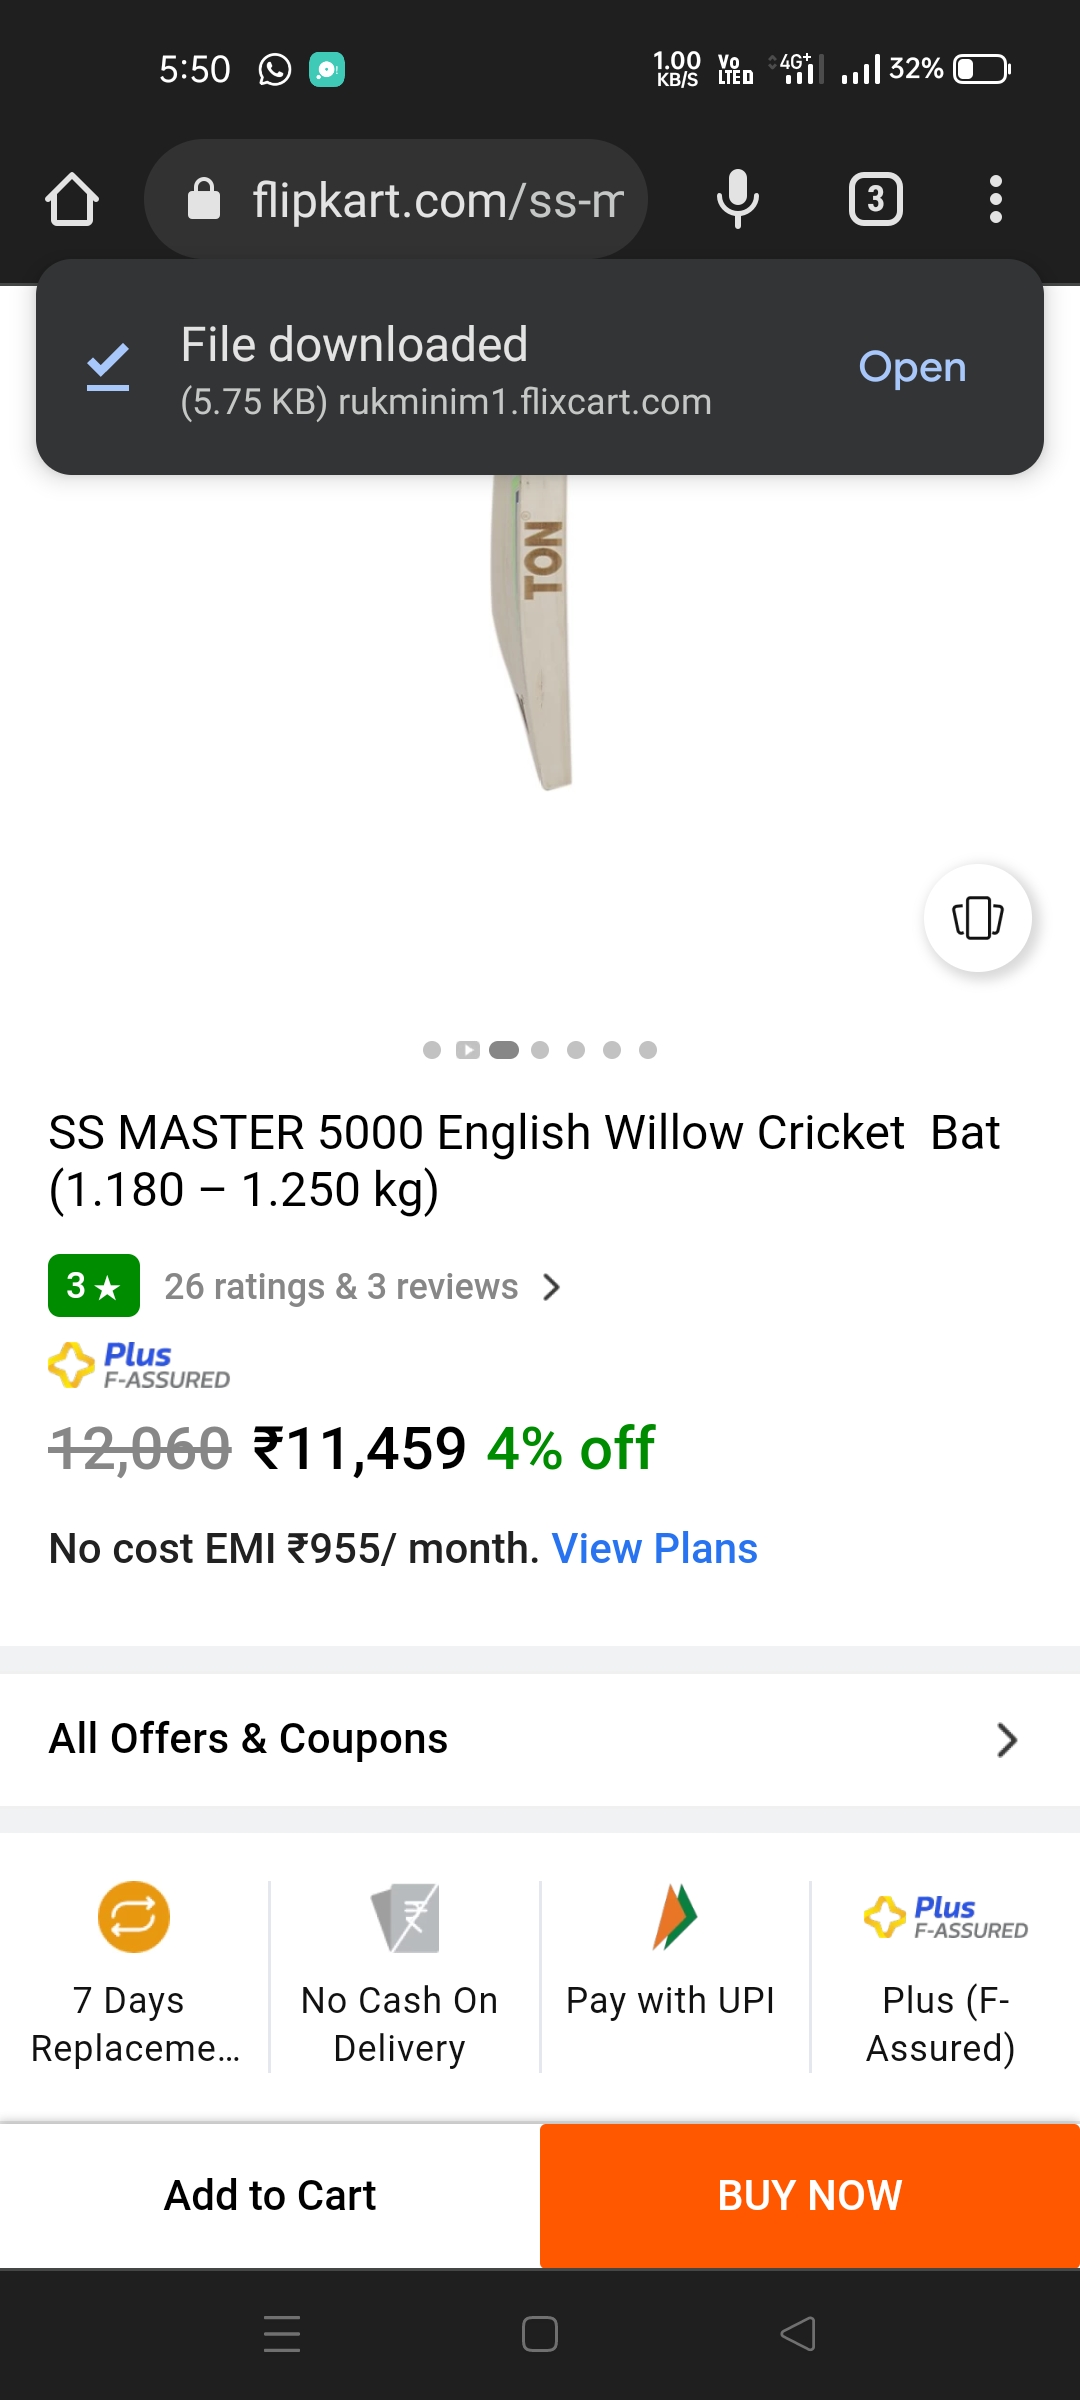 5:50
1.00 KB/S
Vo LTE
4G+
32%
flipkart.com/ss-m
3
File downloaded
(5.75 KB) rukminim1.flixcart.com
Open
TON
SS MASTER 5000 English Willow Cricket Bat
(1.180 – 1.250 kg)
3★ 26 ratings & 3 reviews
Plus
F-ASSURED
12,060 ₹11,459 4% off
No cost EMI ₹955/ month. View Plans
All Offers & Coupons
7 Days
Replaceme...
No Cash On
Delivery
Pay with UPI
Plus
F-ASSURED
Plus (F-
Assured)
Add to Cart
BUY NOW